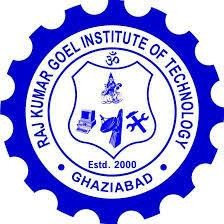 RAJ KUMAR GOEL INSTITUTE OF TECHNOLOGY
ॐ
Estd. 2000
GHAZIABAD